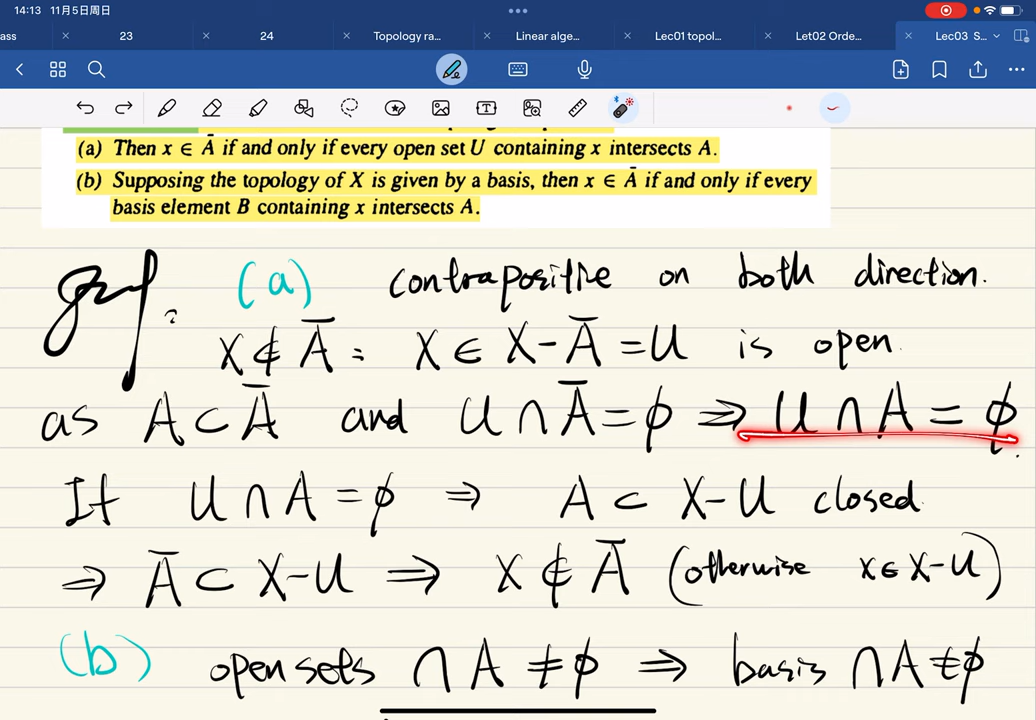 14:13 11月5日周日
ass 23 24 Topology ra... Linear alge... Lec01 topol... Let02 Orde... Lec03 S...
(a) Then x ∈ Ā if and only if every open set U containing x intersects A.
(b) Supposing the topology of X is given by a basis, then x ∈ Ā if and only if every
basis element B containing x intersects A.
(a) contrapositive on both direction.
x ∉ Ā : x ∈ X - Ā = U is open.
as A ⊂ Ā and U ∩ Ā = ϕ ⇒ U ∩ A = ϕ.
If U ∩ A = ϕ ⇒ A ⊂ X - U closed
⇒ Ā ⊂ X - U ⇒ x ∉ Ā (otherwise x ∈ X - U)
(b) open sets ∩ A ≠ ϕ ⇒ basis ∩ A ≠ ϕ